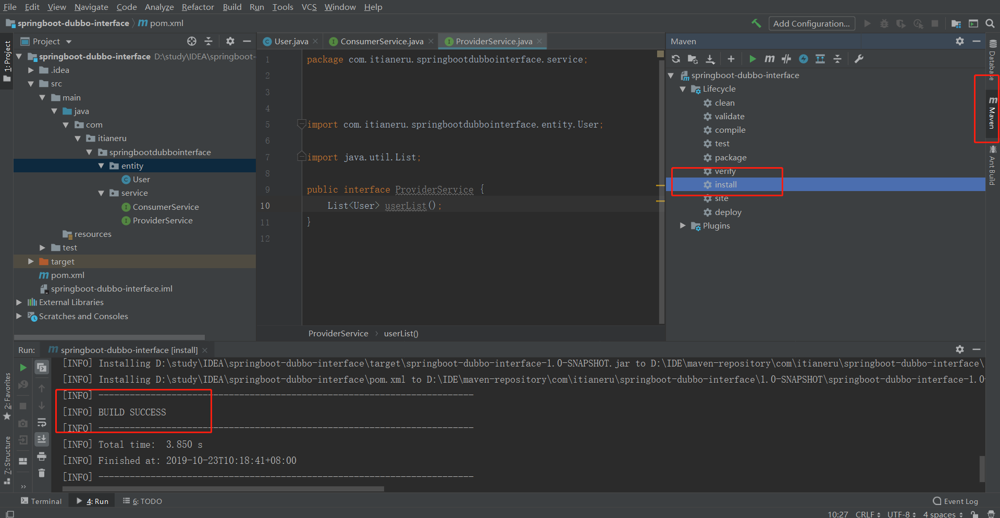 File Edit View Navigate Code Analyze Refactor Build Run Tools VCS Window Help
springboot-dubbo-interface pom.xml
Add Configuration...
1: Project
2: Favorites
7: Structure
Project
springboot-dubbo-interface D:\study\IDEA\springboot-
.idea
src
main
java
com
itianeru
springbootdubbointerface
entity
User
service
ConsumerService
ProviderService
resources
test
target
pom.xml
springboot-dubbo-interface.iml
External Libraries
Scratches and Consoles
User.java ConsumerService.java ProviderService.java
1 package com.itianeru.springbootdubbointerface.service;
2
3
4
5 import com.itianeru.springbootdubbointerface.entity.User;
6
7 import java.util.List;
8
9 public interface ProviderService {
10 List<User> userList();
11 }
12
ProviderService › userList()
Maven
springboot-dubbo-interface
Lifecycle
clean
validate
compile
test
package
verify
install
site
deploy
Plugins
Database
Maven
Ant Build
Run: springboot-dubbo-interface [install]
[INFO] Installing D:\study\IDEA\springboot-dubbo-interface\target\springboot-dubbo-interface-1.0-SNAPSHOT.jar to D:\IDE\maven-repository\com\itianeru\springboot-dubbo-interface\
[INFO] Installing D:\study\IDEA\springboot-dubbo-interface\pom.xml to D:\IDE\maven-repository\com\itianeru\springboot-dubbo-interface\1.0-SNAPSHOT\springboot-dubbo-interface-1.0-
[INFO] ------------------------------------------------------------------------
[INFO] BUILD SUCCESS
[INFO] ------------------------------------------------------------------------
[INFO] Total time: 3.850 s
[INFO] Finished at: 2019-10-23T10:18:41+08:00
[INFO] ------------------------------------------------------------------------
Terminal 4: Run 6: TODO Event Log
10:27 CRLF UTF-8 4 spaces